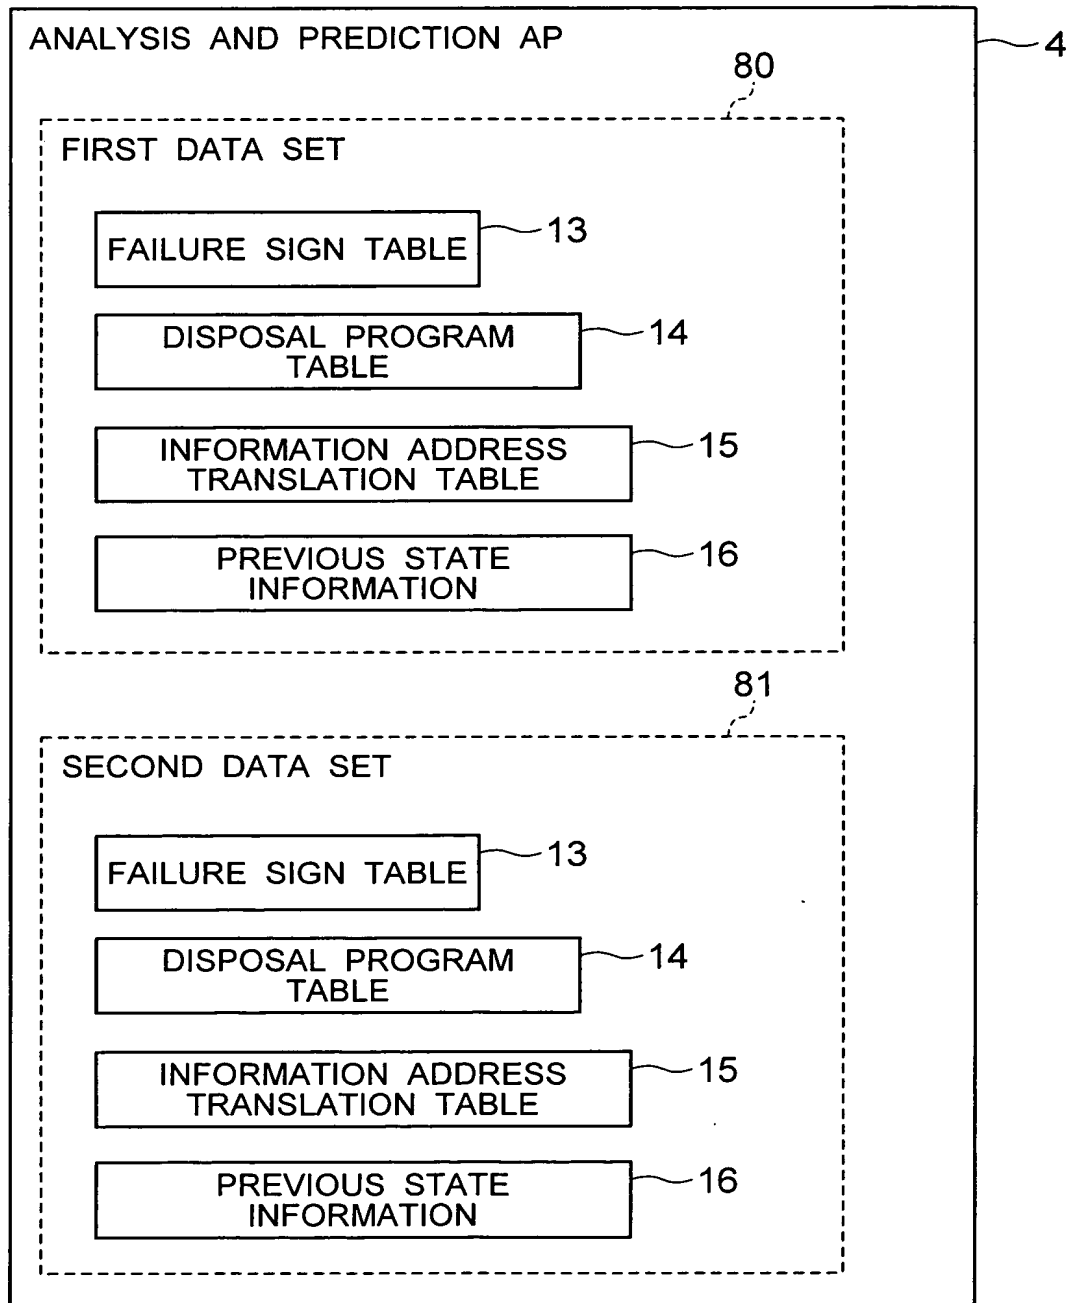 ANALYSIS AND PREDICTION AP
4
80
FIRST DATA SET
13
FAILURE SIGN TABLE
14
DISPOSAL PROGRAM
TABLE
15
INFORMATION ADDRESS
TRANSLATION TABLE
16
PREVIOUS STATE
INFORMATION
81
SECOND DATA SET
13
FAILURE SIGN TABLE
14
DISPOSAL PROGRAM
TABLE
15
INFORMATION ADDRESS
TRANSLATION TABLE
16
PREVIOUS STATE
INFORMATION